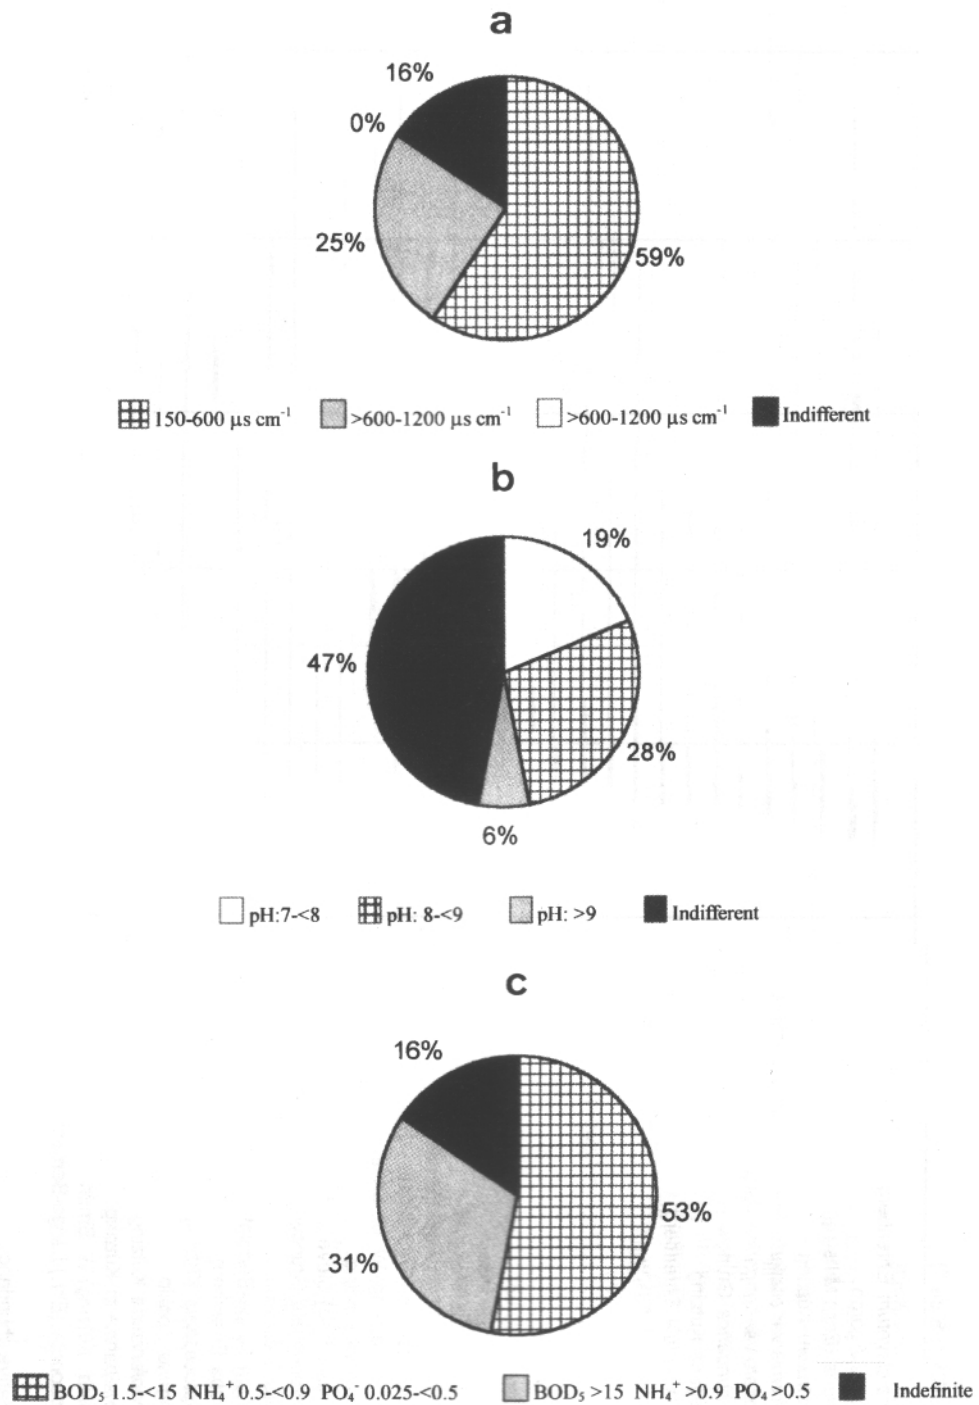 a
16%
0%
25%
59%
150-600 µs cm⁻¹ >600-1200 µs cm⁻¹ >600-1200 µs cm⁻¹ Indifferent
b
19%
47%
28%
6%
pH:7-<8 pH: 8-<9 pH: >9 Indifferent
c
16%
53%
31%
BOD₅ 1.5-<15 NH₄⁺ 0.5-<0.9 PO₄⁻ 0.025-<0.5 BOD₅ >15 NH₄⁺ >0.9 PO₄ >0.5 Indefinite